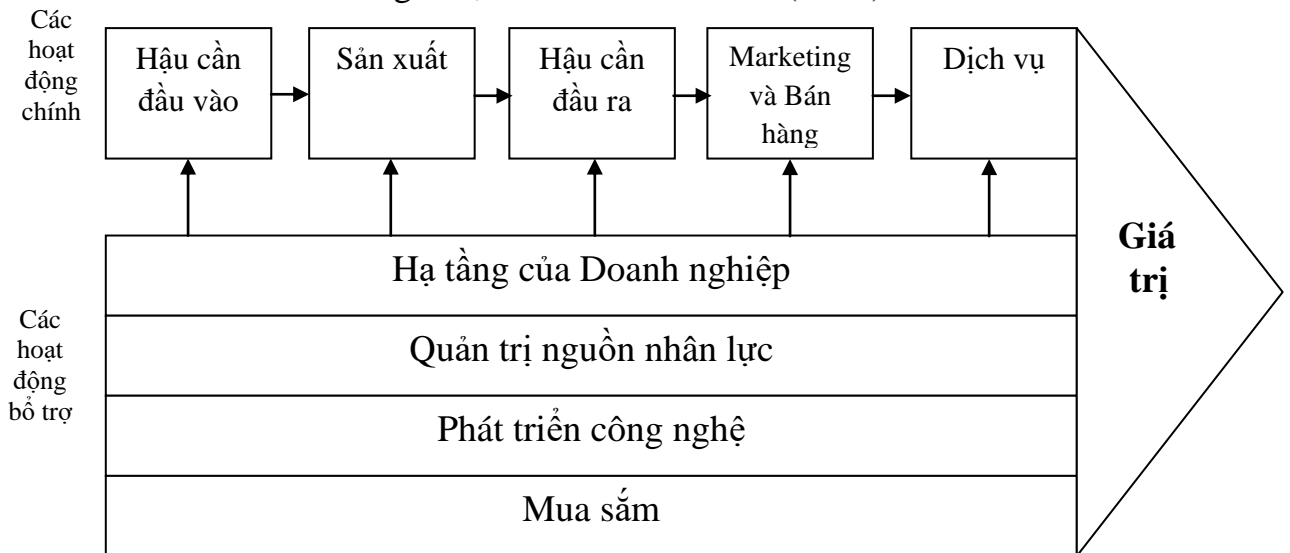 Các
hoạt
động
chính
Hậu cần
đầu vào
Sản xuất
Hậu cần
đầu ra
Marketing
và Bán
hàng
Dịch vụ
Giá
trị
Hạ tầng của Doanh nghiệp
Các
hoạt
động
bổ trợ
Quản trị nguồn nhân lực
Phát triển công nghệ
Mua sắm